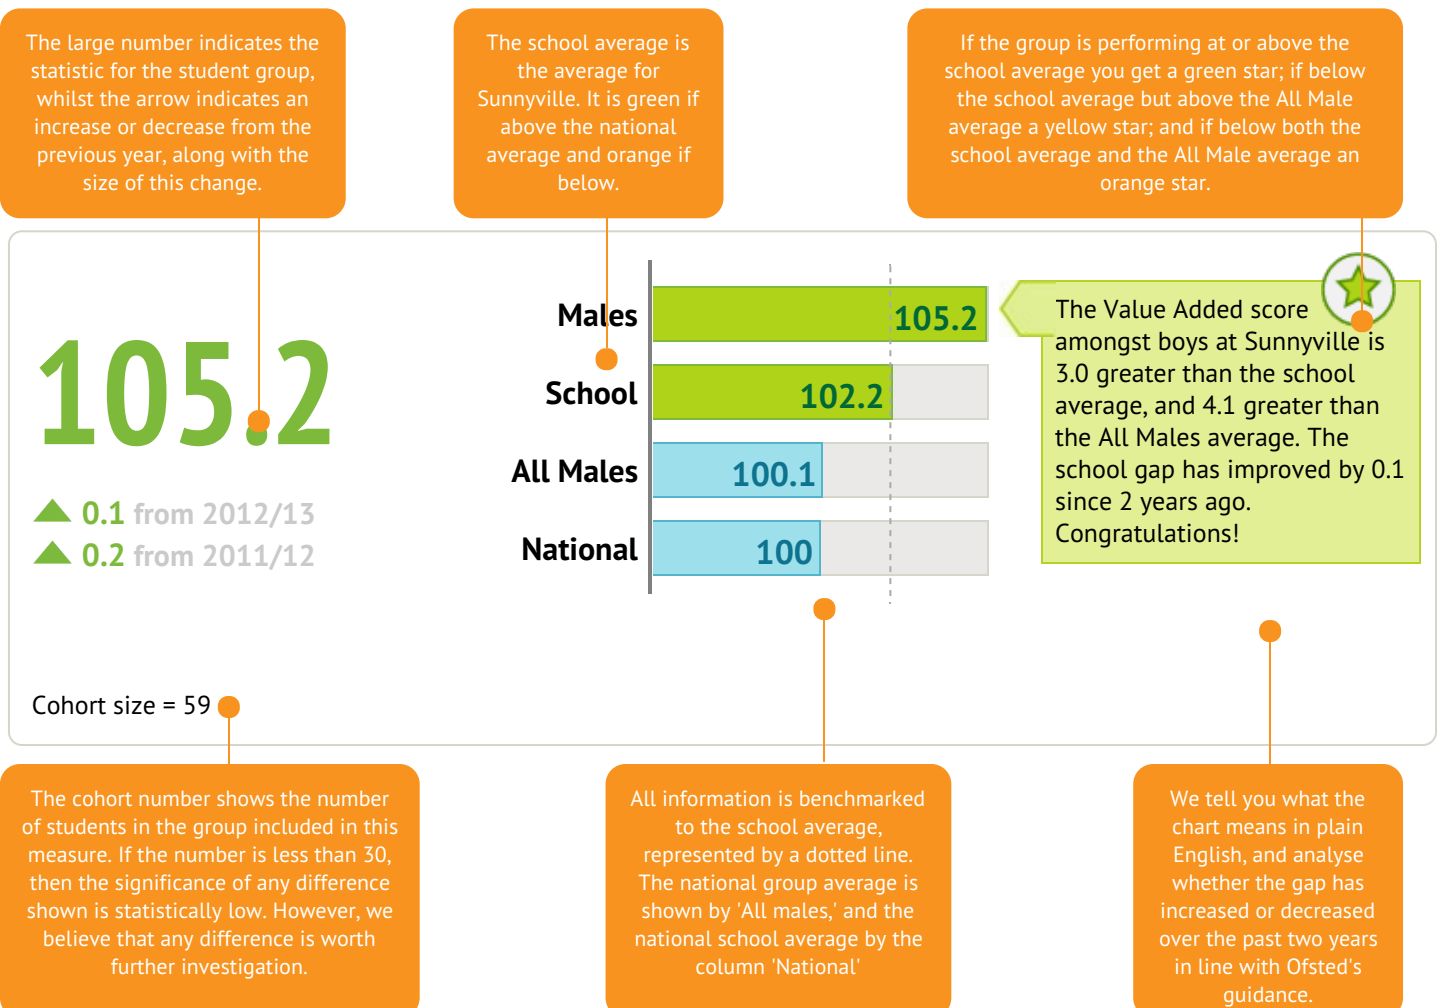 The large number indicates the
statistic for the student group,
whilst the arrow indicates an
increase or decrease from the
previous year, along with the
size of this change.
The school average is
the average for
Sunnyville. It is green if
above the national
average and orange if
below.
If the group is performing at or above the
school average you get a green star; if below
the school average but above the All Male
average a yellow star; and if below both the
school average and the All Male average an
orange star.
105.2
0.1 from 2012/13
0.2 from 2011/12
Cohort size = 59
Males 105.2
School 102.2
All Males 100.1
National 100
The Value Added score
amongst boys at Sunnyville is
3.0 greater than the school
average, and 4.1 greater than
the All Males average. The
school gap has improved by 0.1
since 2 years ago.
Congratulations!
The cohort number shows the number
of students in the group included in this
measure. If the number is less than 30,
then the significance of any difference
shown is statistically low. However, we
believe that any difference is worth
further investigation.
All information is benchmarked
to the school average,
represented by a dotted line.
The national group average is
shown by 'All males,' and the
national school average by the
column 'National'
We tell you what the
chart means in plain
English, and analyse
whether the gap has
increased or decreased
over the past two years
in line with Ofsted's
guidance.